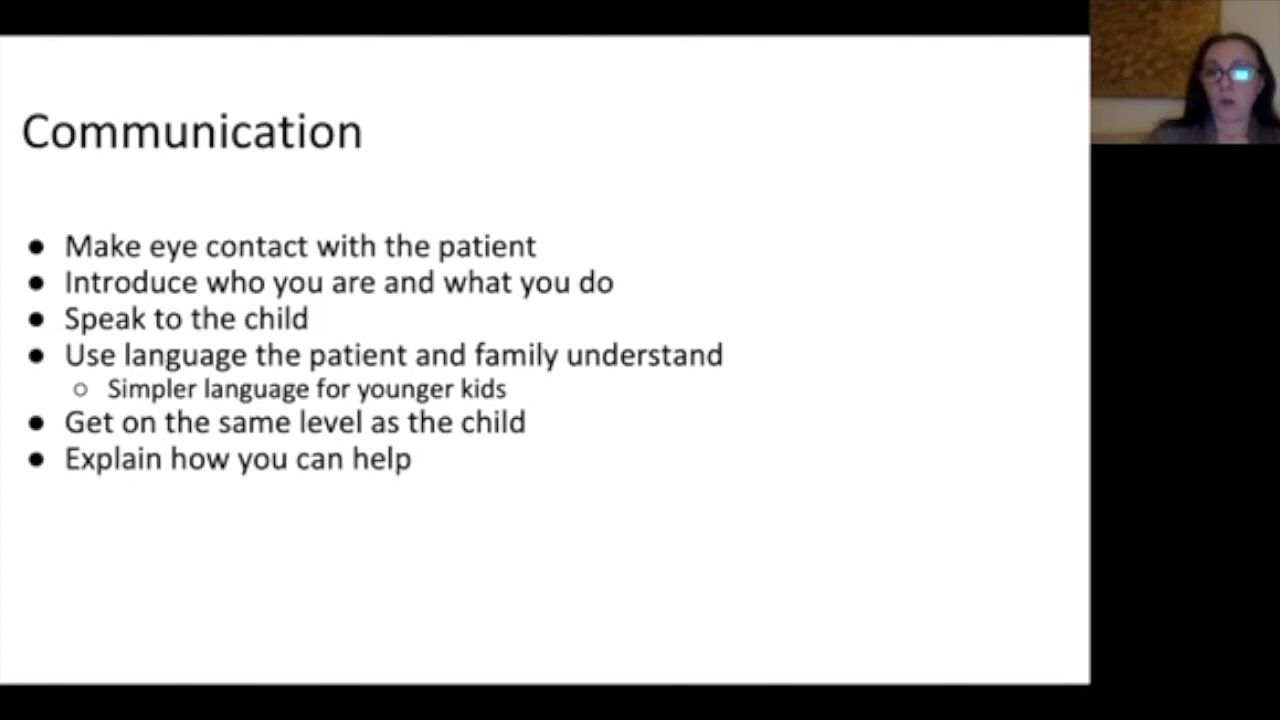 Communication
● Make eye contact with the patient
● Introduce who you are and what you do
● Speak to the child
● Use language the patient and family understand
○ Simpler language for younger kids
● Get on the same level as the child
● Explain how you can help